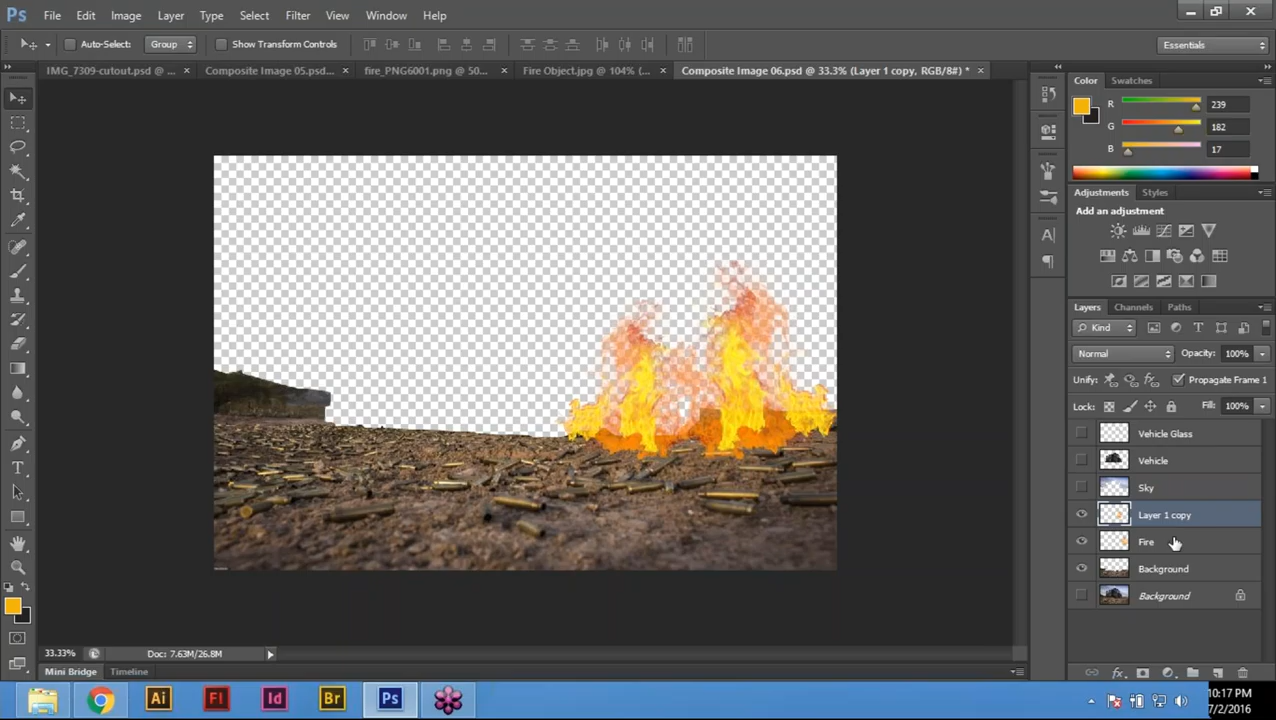 Ps File Edit Image Layer Type Select Filter View Window Help
Auto-Select: Group Show Transform Controls Essentials
IMG_7309-cutout.psd @ ... Composite Image 05.psd... fire_PNG6001.png @ 50... Fire Object.jpg @ 104% (... Composite Image 06.psd @ 33.3% (Layer 1 copy, RGB/8#) *
Color Swatches
R 239
G 182
B 17
Adjustments Styles
Add an adjustment
Layers Channels Paths
Kind
Normal Opacity: 100%
Unify: Propagate Frame 1
Lock: Fill: 100%
Vehicle Glass
Vehicle
Sky
Layer 1 copy
Fire
Background
Background
33.33% Doc: 7.63M/26.8M
Mini Bridge Timeline
Ai Fl Id Br Ps
10:17 PM
7/2/2016